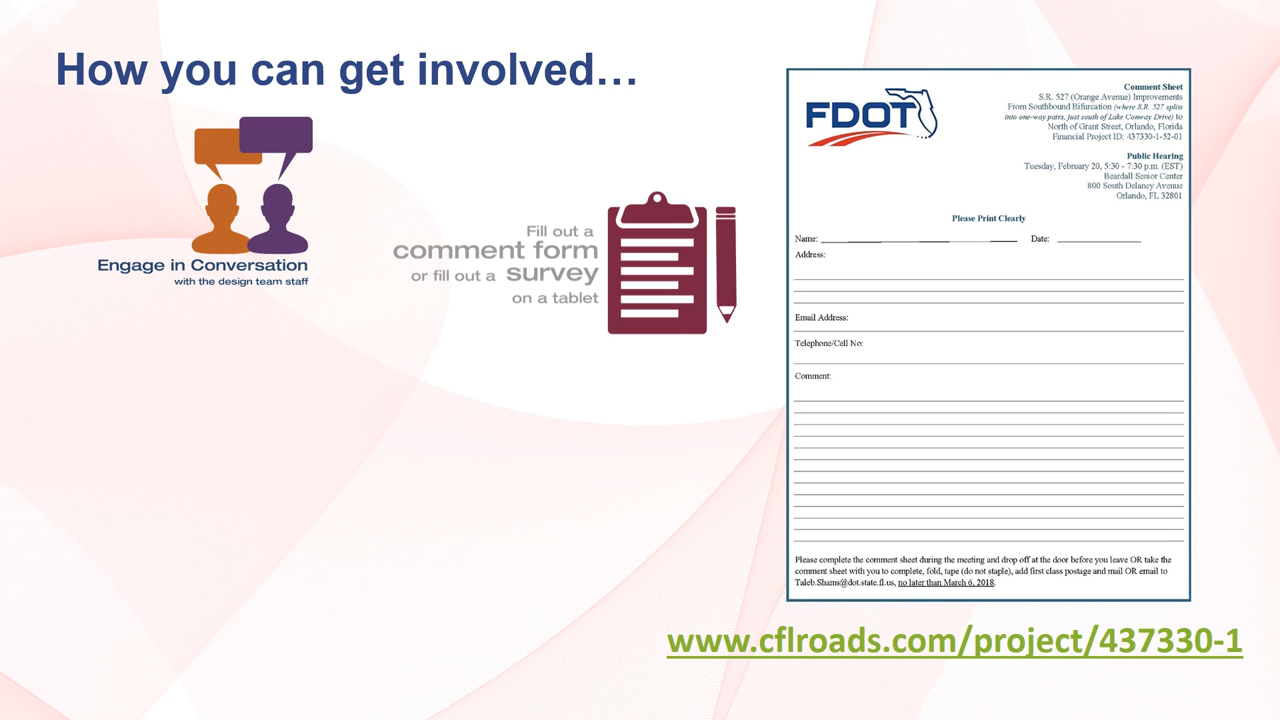 How you can get involved…
Engage in Conversation
with the design team staff
Fill out a
comment form
or fill out a survey
on a tablet
FDOT
Comment Sheet
S.R. 527 (Orange Avenue) Improvements
From Southbound Bifurcation (where S.R. 527 splits
into one-way pairs, just south of Lake Conway Drive) to
North of Grant Street, Orlando, Florida
Financial Project ID: 437330-1-52-01
Public Hearing
Tuesday, February 20, 5:30 - 7:30 p.m. (EST)
Beardall Senior Center
800 South Delaney Avenue
Orlando, FL 32801
Please Print Clearly
Name: Date:
Address:
Email Address:
Telephone/Cell No:
Comment:
Please complete the comment sheet during the meeting and drop off at the door before you leave OR take the
comment sheet with you to complete, fold, tape (do not staple), add first class postage and mail OR email to
Taleb.Shams@dot.state.fl.us, no later than March 6, 2018.
www.cflroads.com/project/437330-1